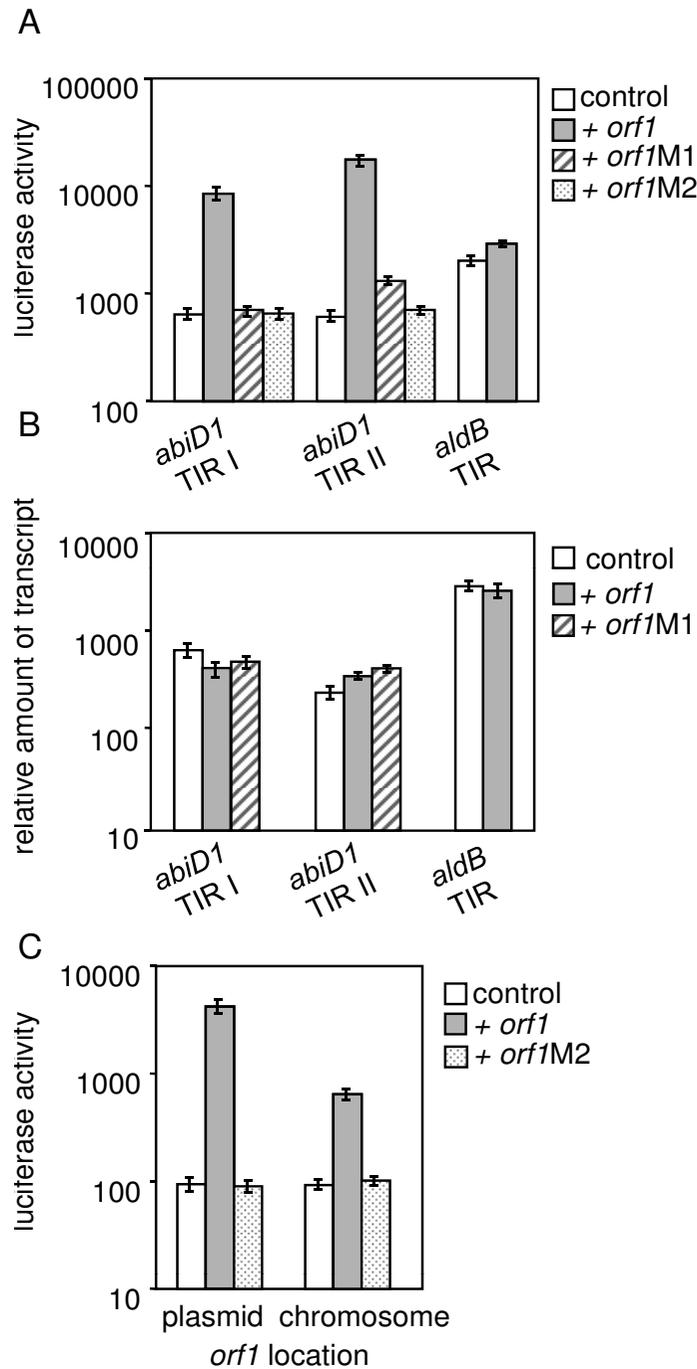 A
luciferase activity
100000
10000
1000
100
control
+ orf1
+ orf1M1
+ orf1M2
abiD1
TIR I
abiD1
TIR II
aldB
TIR
B
relative amount of transcript
10000
1000
100
10
control
+ orf1
+ orf1M1
abiD1
TIR I
abiD1
TIR II
aldB
TIR
C
luciferase activity
10000
1000
100
10
control
+ orf1
+ orf1M2
plasmid chromosome
orf1 location